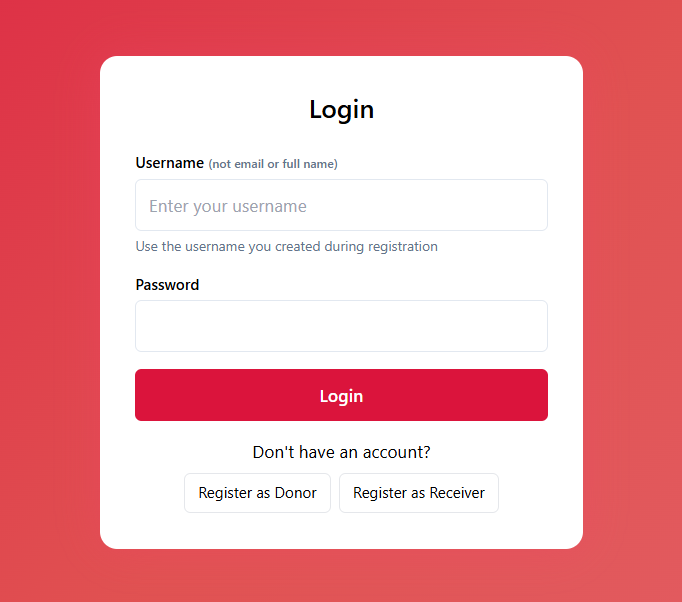 Login
Username (not email or full name)
Enter your username
Use the username you created during registration
Password
Login
Don't have an account?
Register as Donor Register as Receiver